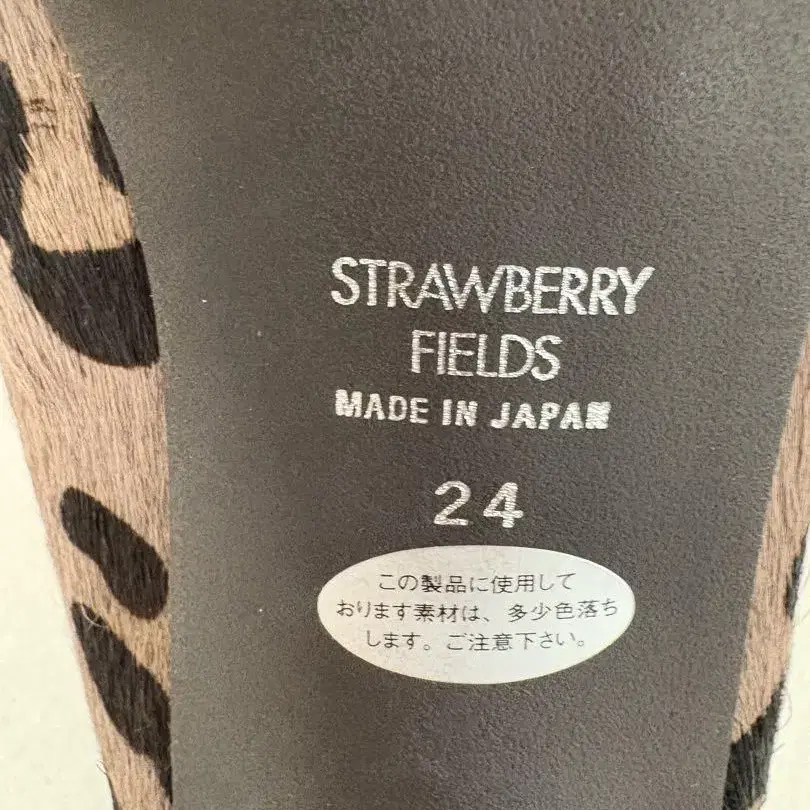 STRAWBERRY
FIELDS
MADE IN JAPAN
24
この製品に使用して
おります素材は、多少色落ち
します。ご注意下さい。